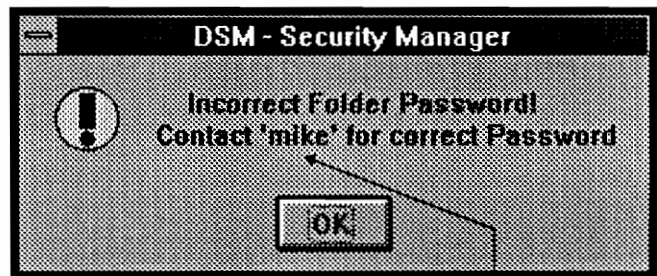 DSM - Security Manager
Incorrect Folder Password!
Contact 'mike' for correct Password
OK